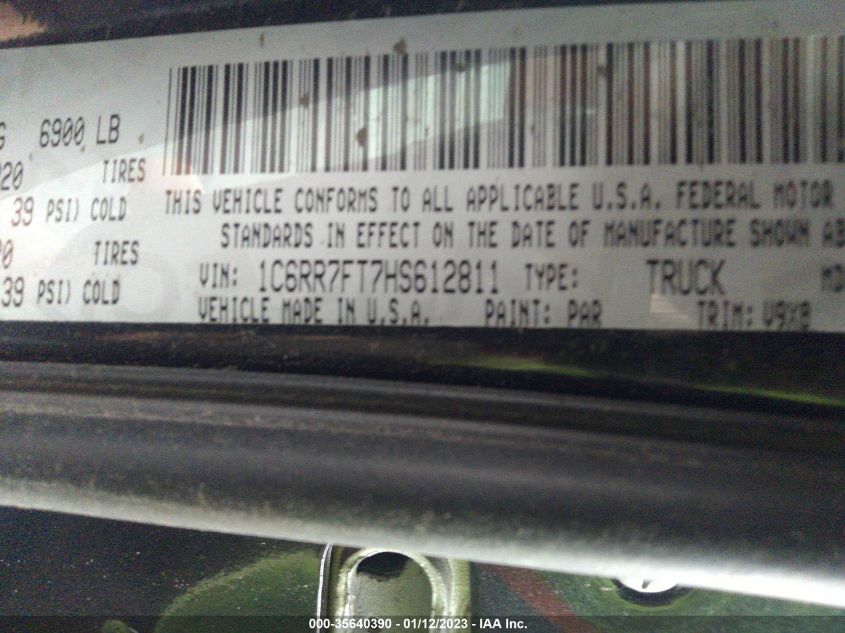 6900 LB
TIRES
39 PSI) COLD
TIRES
39 PSI) COLD
THIS VEHICLE CONFORMS TO ALL APPLICABLE U.S.A. FEDERAL MOTOR
STANDARDS IN EFFECT ON THE DATE OF MANUFACTURE SHOWN AB
VIN: 1C6RR7FT7HS612811 TYPE: TRUCK
VEHICLE MADE IN U.S.A. PAINT: PAR TRIM: V9X8
000-35640390 - 01/12/2023 - IAA Inc.